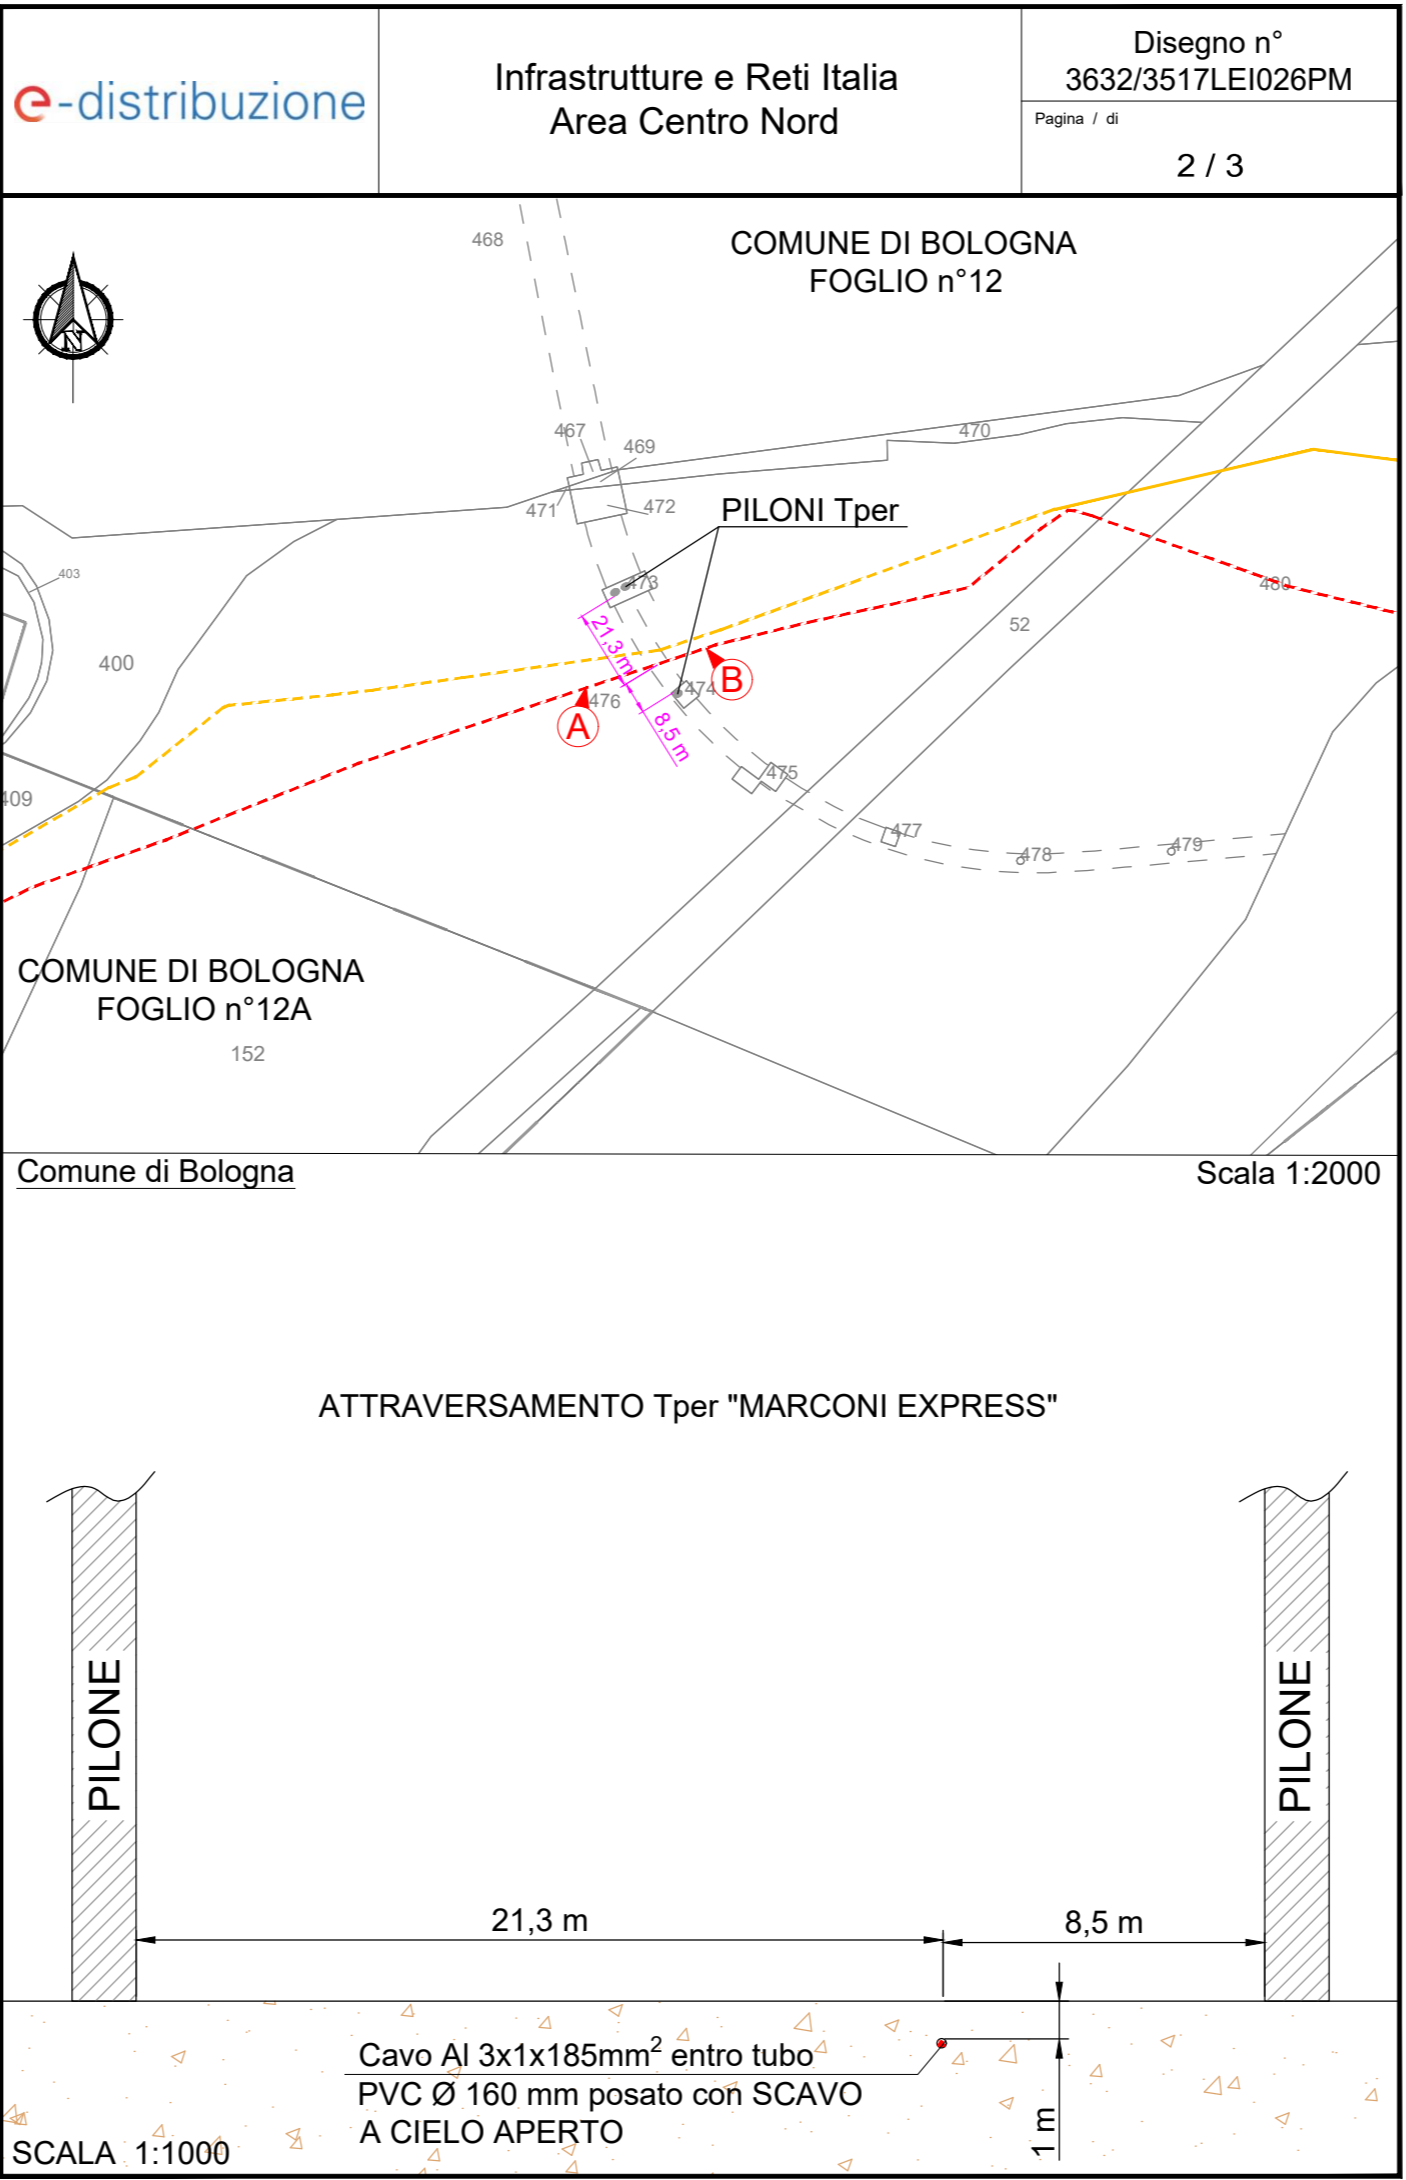 e-distribuzione
Infrastrutture e Reti Italia
Area Centro Nord
Disegno n°
3632/3517LEI026PM
Pagina / di
2 / 3
468
COMUNE DI BOLOGNA
FOGLIO n°12
N
467
469
470
471
472
PILONI Tper
403
473
480
52
400
21,3 m
B
474
476
A
8,5 m
475
409
477
478
479
COMUNE DI BOLOGNA
FOGLIO n°12A
152
Comune di Bologna
Scala 1:2000
ATTRAVERSAMENTO Tper "MARCONI EXPRESS"
PILONE
PILONE
21,3 m
8,5 m
Cavo Al 3x1x185mm² entro tubo
PVC Ø 160 mm posato con SCAVO
A CIELO APERTO
1 m
SCALA 1:1000